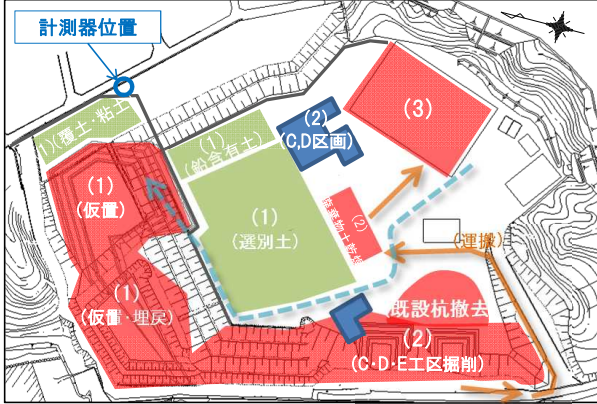 計測器位置
(1)(覆土・粘土)
(1)
(鉛含有土)
(2)
(C,D区画)
(3)
(1)
(仮置)
(1)
(選別土)
(2)
(1)
(仮置・埋戻)
(運搬)
既設杭撤去
(2)
(C・D・E工区掘削)